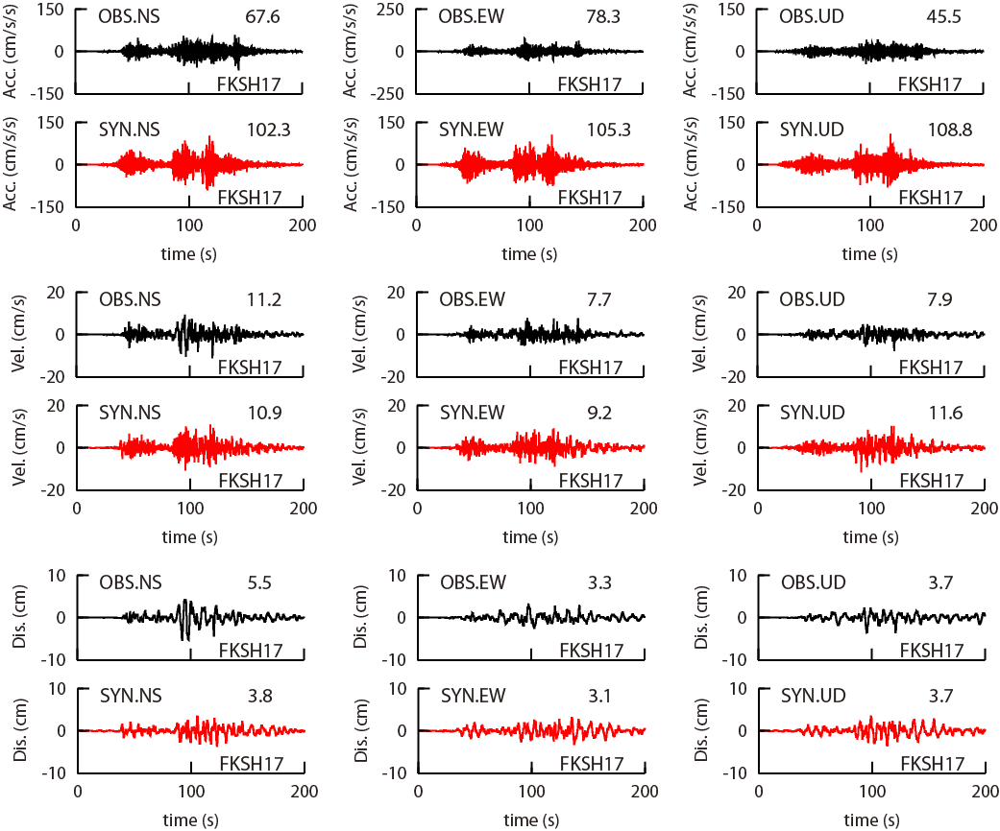 150 OBS.NS 67.6 250 OBS.EW 78.3 150 OBS.UD 45.5
Acc. (cm/s/s) 0 Acc. (cm/s/s) 0 Acc. (cm/s/s) 0
-150 FKSH17 -250 FKSH17 -150 FKSH17
150 SYN.NS 102.3 150 SYN.EW 105.3 150 SYN.UD 108.8
Acc. (cm/s/s) 0 Acc. (cm/s/s) 0 Acc. (cm/s/s) 0
-150 FKSH17 -150 FKSH17 -150 FKSH17
0 100 200 0 100 200 0 100 200
time (s) time (s) time (s)
20 OBS.NS 11.2 20 OBS.EW 7.7 20 OBS.UD 7.9
Vel. (cm/s) 0 Vel. (cm/s) 0 Vel. (cm/s) 0
-20 FKSH17 -20 FKSH17 -20 FKSH17
20 SYN.NS 10.9 20 SYN.EW 9.2 20 SYN.UD 11.6
Vel. (cm/s) 0 Vel. (cm/s) 0 Vel. (cm/s) 0
-20 FKSH17 -20 FKSH17 -20 FKSH17
0 100 200 0 100 200 0 100 200
time (s) time (s) time (s)
10 OBS.NS 5.5 10 OBS.EW 3.3 10 OBS.UD 3.7
Dis. (cm) 0 Dis. (cm) 0 Dis. (cm) 0
-10 FKSH17 -10 FKSH17 -10 FKSH17
10 SYN.NS 3.8 10 SYN.EW 3.1 10 SYN.UD 3.7
Dis. (cm) 0 Dis. (cm) 0 Dis. (cm) 0
-10 FKSH17 -10 FKSH17 -10 FKSH17
0 100 200 0 100 200 0 100 200
time (s) time (s) time (s)